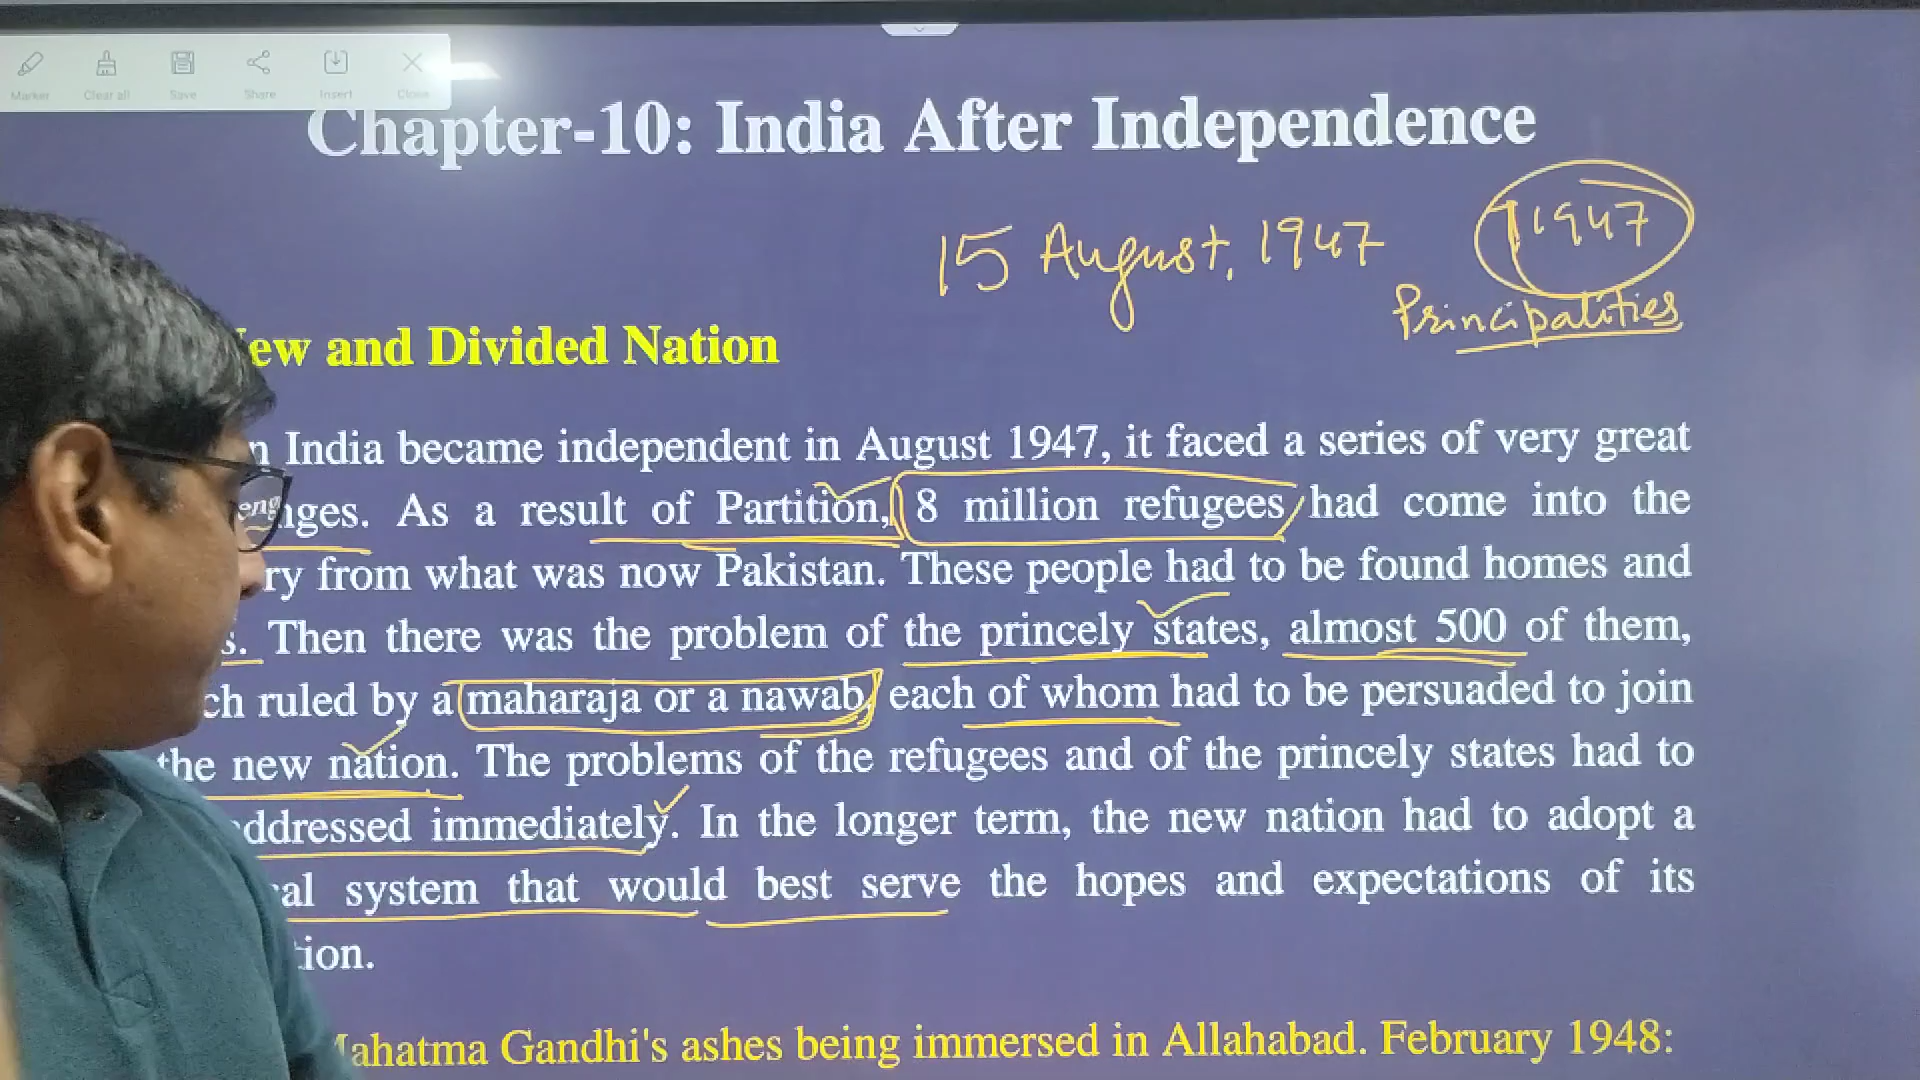 Marker Clear all Save Share Insert Close
Chapter-10: India After Independence
15 August, 1947
1947
Principalities
ew and Divided Nation
n India became independent in August 1947, it faced a series of very great
enges. As a result of Partition, 8 million refugees had come into the
ry from what was now Pakistan. These people had to be found homes and
s. Then there was the problem of the princely states, almost 500 of them,
ch ruled by a maharaja or a nawab, each of whom had to be persuaded to join
the new nation. The problems of the refugees and of the princely states had to
ddressed immediately. In the longer term, the new nation had to adopt a
al system that would best serve the hopes and expectations of its
tion.
Mahatma Gandhi's ashes being immersed in Allahabad. February 1948: